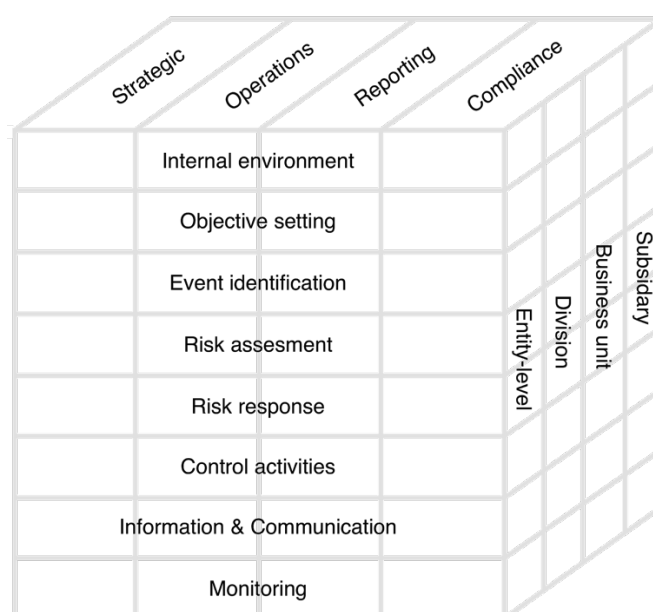 Strategic
Operations
Reporting
Compliance
Internal environment
Objective setting
Event identification
Risk assesment
Risk response
Control activities
Information & Communication
Monitoring
Entity-level
Division
Business unit
Subsidary